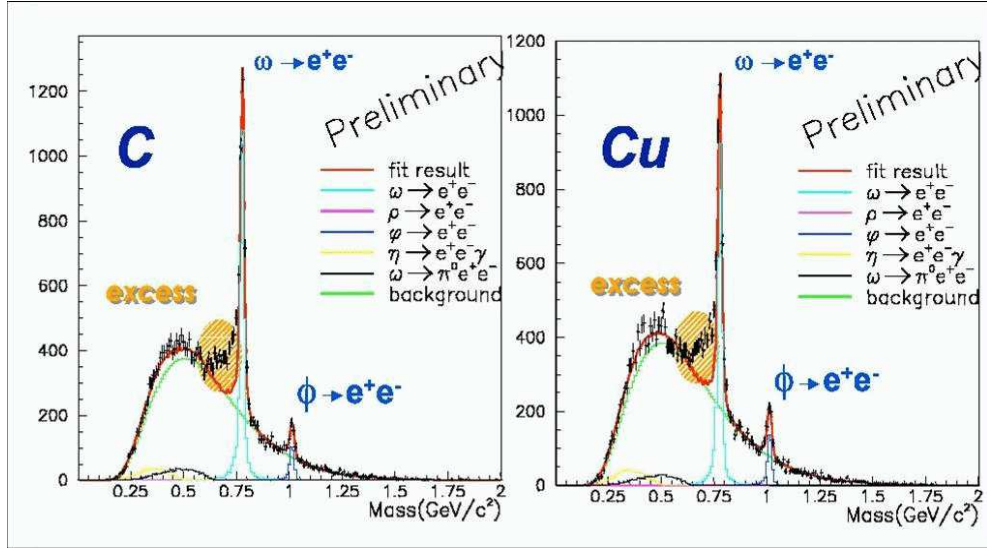 ω → e⁺e⁻
Preliminary
C
fit result
ω → e⁺e⁻
ρ → e⁺e⁻
φ → e⁺e⁻
η → e⁺e⁻γ
ω → π⁰e⁺e⁻
background
excess
ϕ → e⁺e⁻
1200
1000
800
600
400
200
0
0.25 0.5 0.75 1 1.25 1.5 1.75 2
Mass(GeV/c²)
ω → e⁺e⁻
Preliminary
Cu
fit result
ω → e⁺e⁻
ρ → e⁺e⁻
φ → e⁺e⁻
η → e⁺e⁻γ
ω → π⁰e⁺e⁻
background
excess
ϕ → e⁺e⁻
1200
1000
800
600
400
200
0
0.25 0.5 0.75 1 1.25 1.5 1.75 2
Mass(GeV/c²)